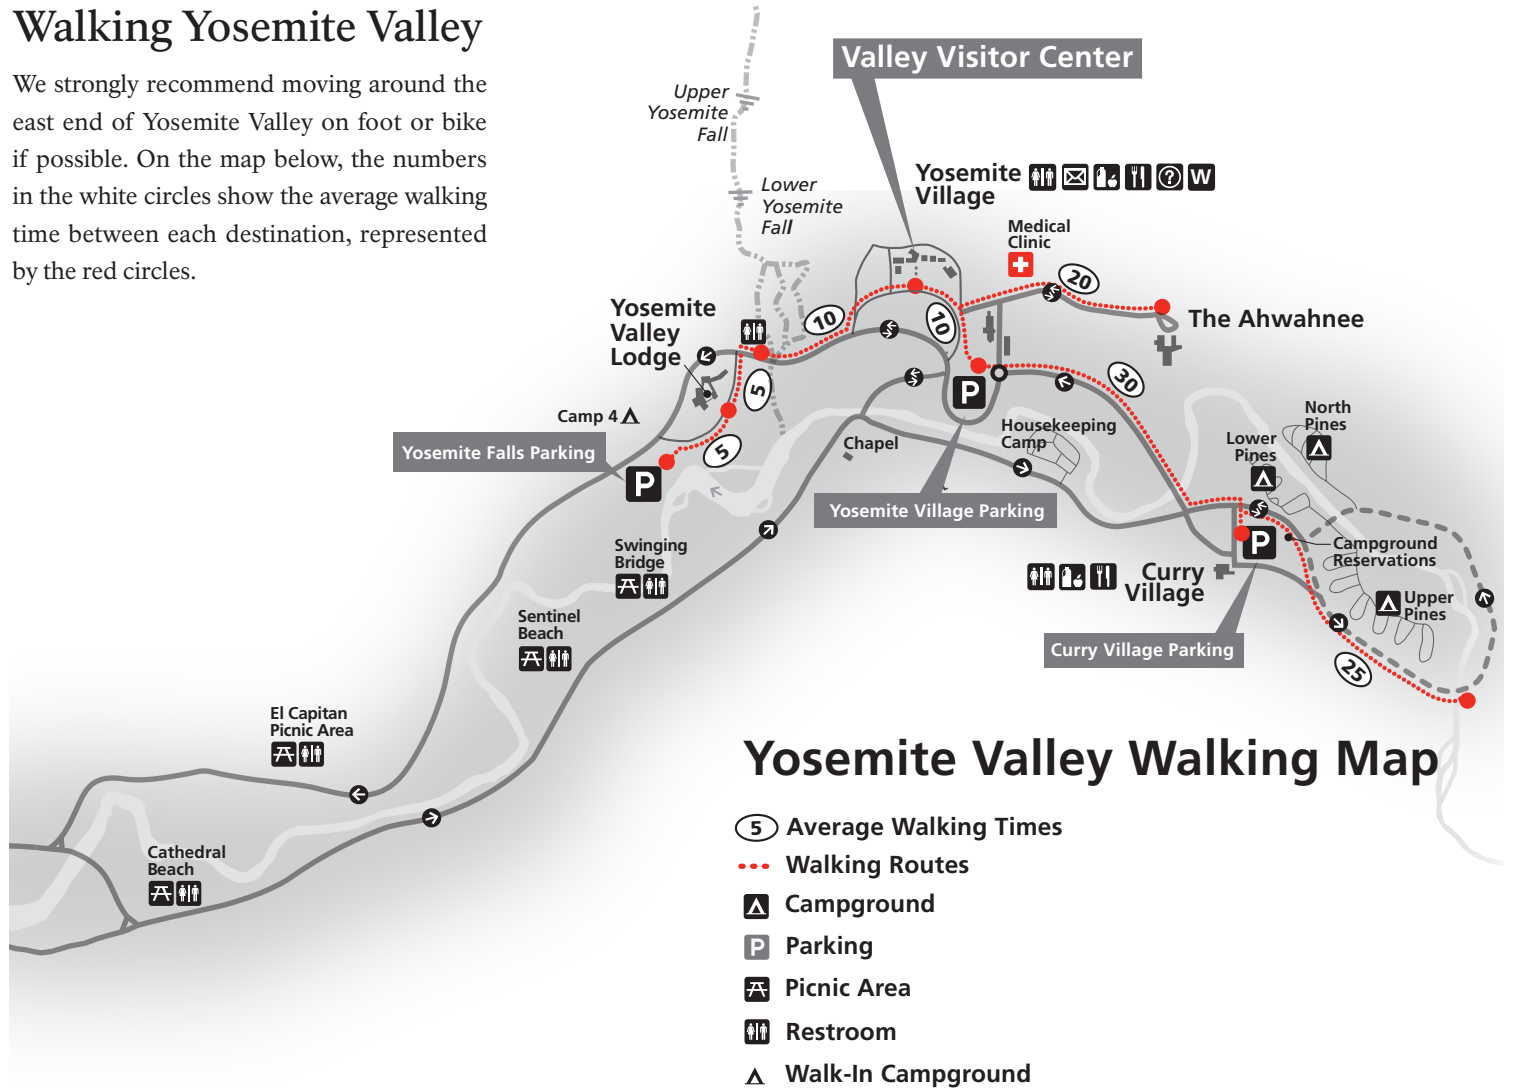 Walking Yosemite Valley
We strongly recommend moving around the
east end of Yosemite Valley on foot or bike
if possible. On the map below, the numbers
in the white circles show the average walking
time between each destination, represented
by the red circles.
Valley Visitor Center
Upper
Yosemite
Fall
Lower
Yosemite
Fall
Yosemite
Village
W
?
Medical
Clinic
20
The Ahwahnee
Yosemite
Valley
Lodge
10
10
5
30
P
Camp 4
Yosemite Falls Parking
5
P
Chapel
Housekeeping
Camp
North
Pines
Lower
Pines
Yosemite Village Parking
P
Campground
Reservations
Swinging
Bridge
Curry
Village
Upper
Pines
Sentinel
Beach
Curry Village Parking
25
El Capitan
Picnic Area
Cathedral
Beach
Yosemite Valley Walking Map
5 Average Walking Times
Walking Routes
Campground
P Parking
Picnic Area
Restroom
Walk-In Campground